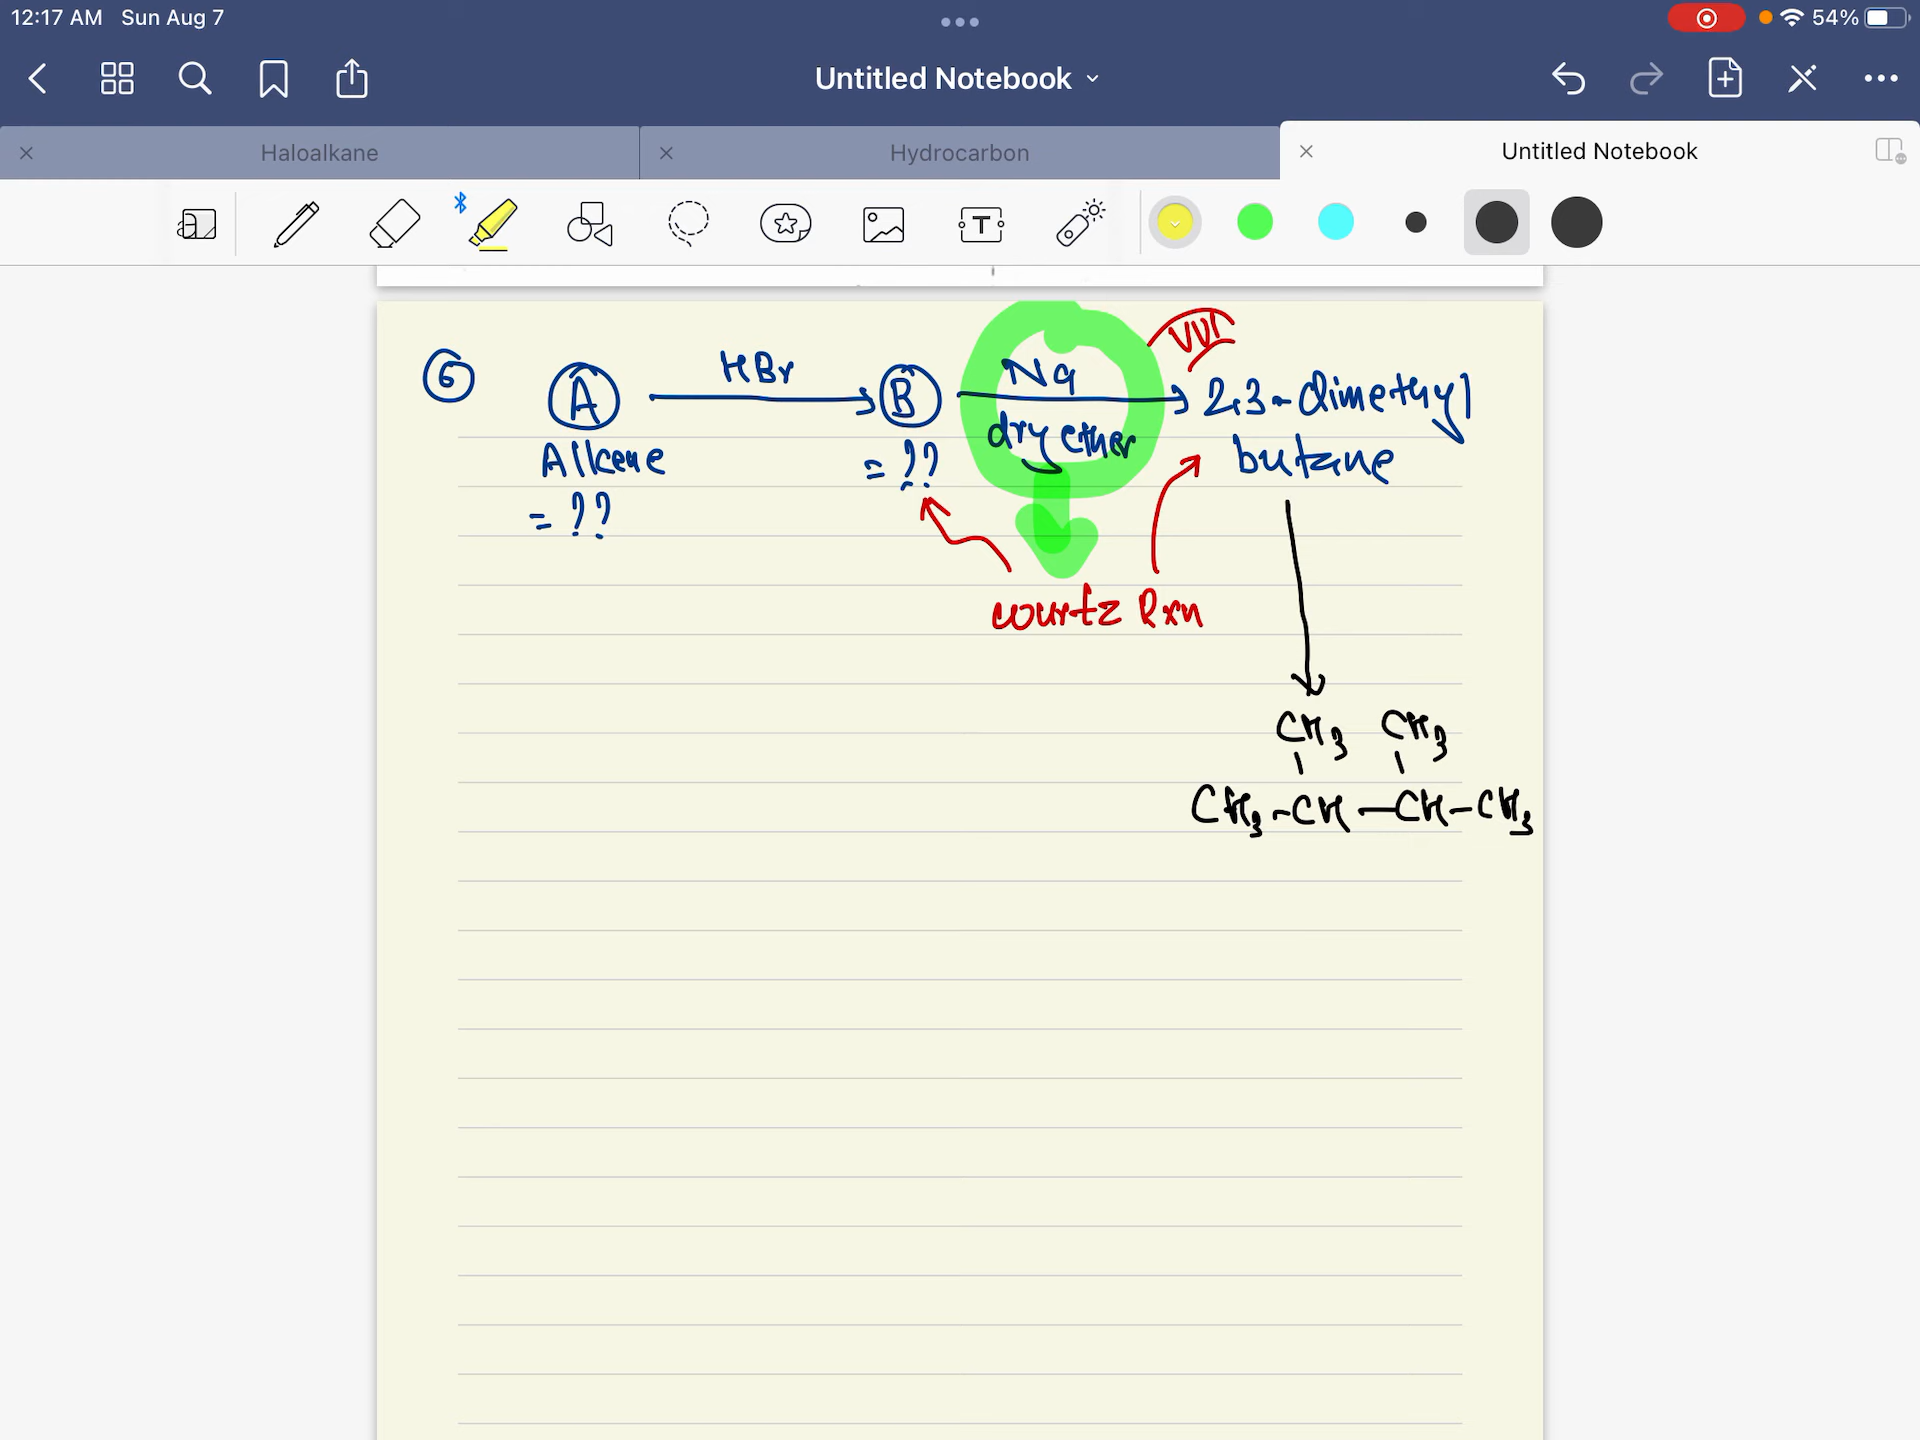 12:17 AM Sun Aug 7
54%
Untitled Notebook
Haloalkane
Hydrocarbon
Untitled Notebook
6 A HBr B Na 2,3-dimethyl
VVI
Alkene = ?? dry ether butane
= ??
wurtz Rxn
CH3 CH3
CH3-CH-CH-CH3